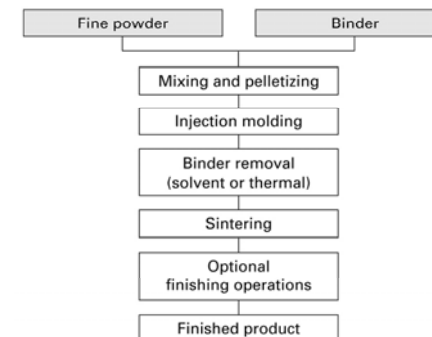 Fine powder
Binder
Mixing and pelletizing
Injection molding
Binder removal
(solvent or thermal)
Sintering
Optional
finishing operations
Finished product